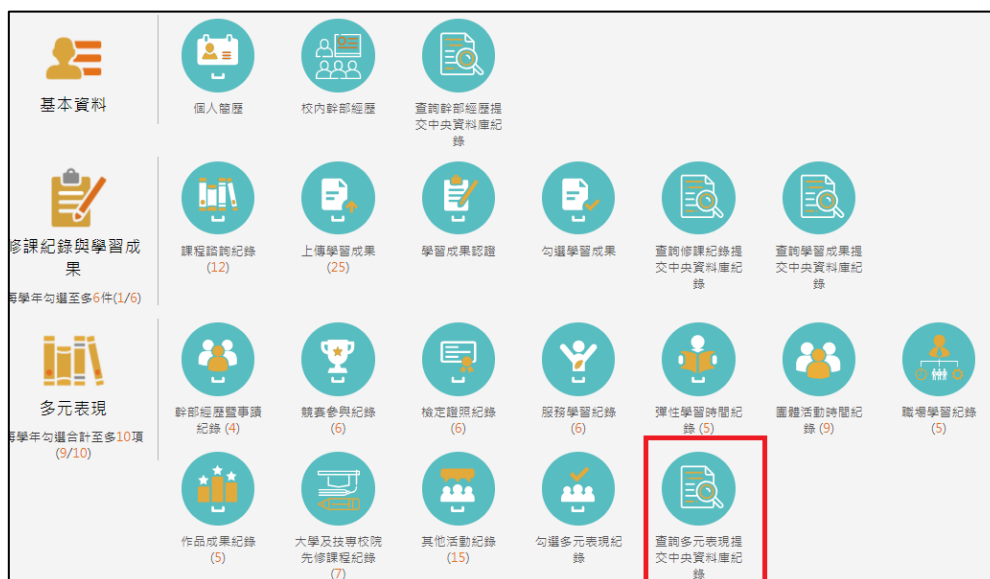 基本資料
個人簡歷
校內幹部經歷
查詢幹部經歷提
交中央資料庫紀
錄
修課紀錄與學習成
果
每學年勾選至多6件(1/6)
課程諮詢紀錄
(12)
上傳學習成果
(25)
學習成果認證
勾選學習成果
查詢修課紀錄提
交中央資料庫紀
錄
查詢學習成果提
交中央資料庫紀
錄
多元表現
每學年勾選合計至多10項
(9/10)
幹部經歷暨事蹟
紀錄 (4)
競賽參與紀錄
(6)
檢定證照紀錄
(6)
服務學習紀錄
(6)
彈性學習時間紀
錄 (5)
團體活動時間紀
錄 (9)
職場學習紀錄
(5)
作品成果紀錄
(5)
大學及技專校院
先修課程紀錄
(7)
其他活動紀錄
(15)
勾選多元表現紀
錄
查詢多元表現提
交中央資料庫紀
錄